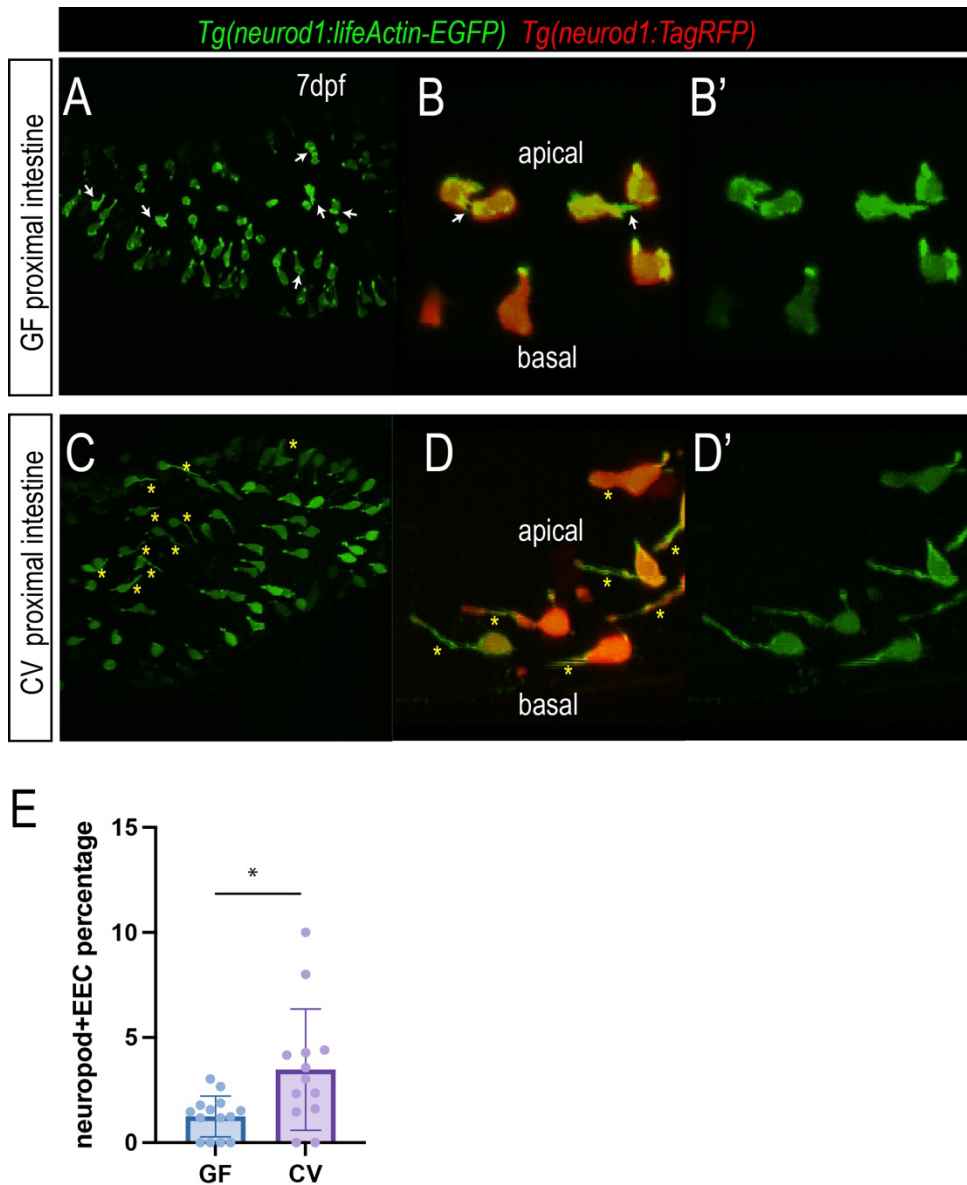 Tg(neurod1:lifeActin-EGFP) Tg(neurod1:TagRFP)
GF proximal intestine
A
7dpf
B
apical
basal
B'
CV proximal intestine
C
* * * * * * * * * *
D
apical
* * * * * * *
basal
D'
E
neuropod+EEC percentage
15
10
5
0
*
GF
CV